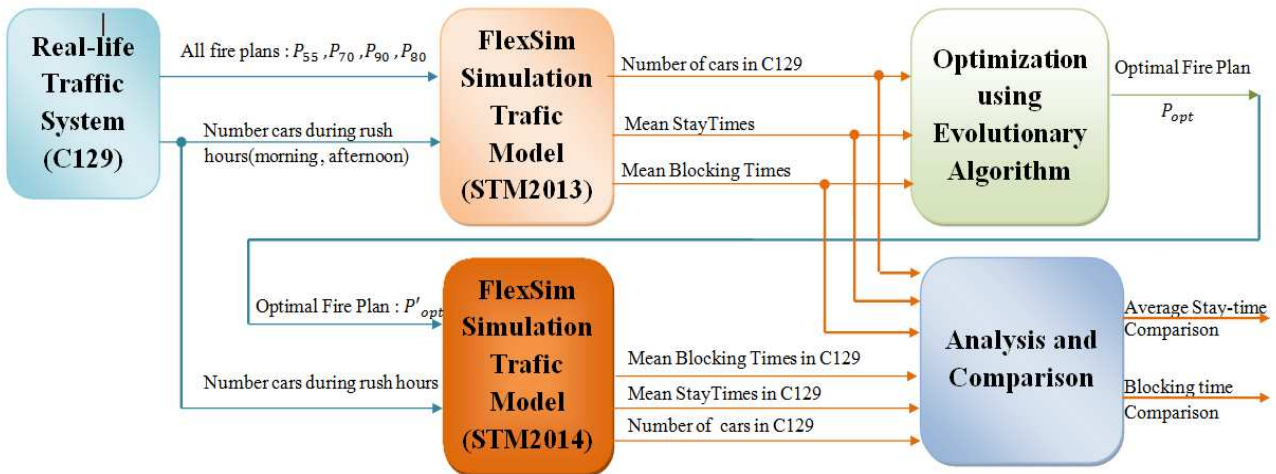 Real-life
Traffic
System
(C129)
All fire plans : P₅₅ , P₇₀ , P₉₀ , P₈₀
Number cars during rush
hours(morning , afternoon)
FlexSim
Simulation
Trafic
Model
(STM2013)
Number of cars in C129
Mean StayTimes
Mean Blocking Times
Optimization
using
Evolutionary
Algorithm
Optimal Fire Plan
P_opt
Optimal Fire Plan : P'_opt
Number cars during rush hours
FlexSim
Simulation
Trafic
Model
(STM2014)
Mean Blocking Times in C129
Mean StayTimes in C129
Number of cars in C129
Analysis and
Comparison
Average Stay-time
Comparison
Blocking time
Comparison